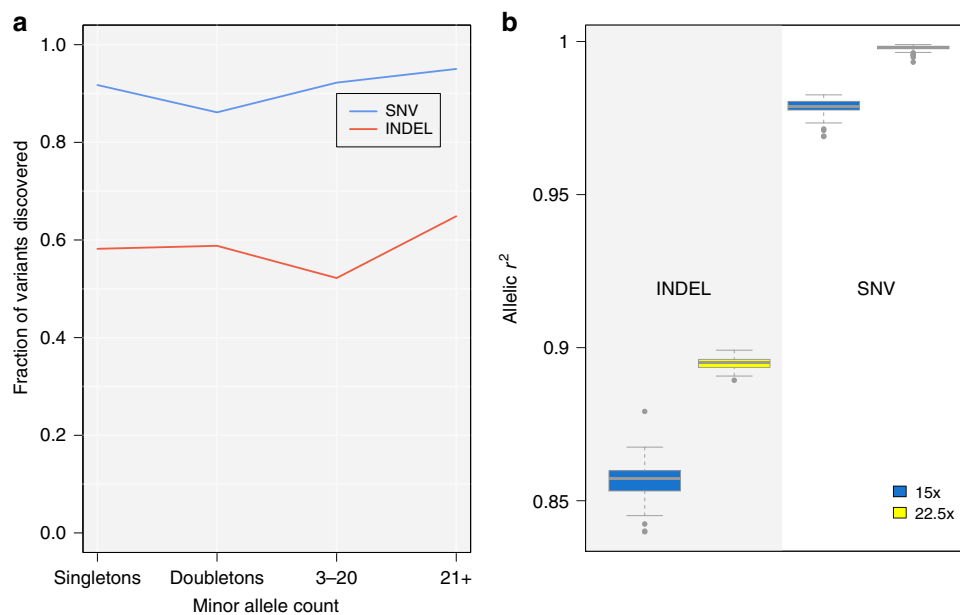 a
1.0
0.8
0.6
0.4
0.2
0.0
Fraction of variants discovered
SNV
INDEL
Singletons
Doubletons
3–20
21+
Minor allele count
b
1
0.95
0.9
0.85
Allelic r²
INDEL
SNV
15x
22.5x